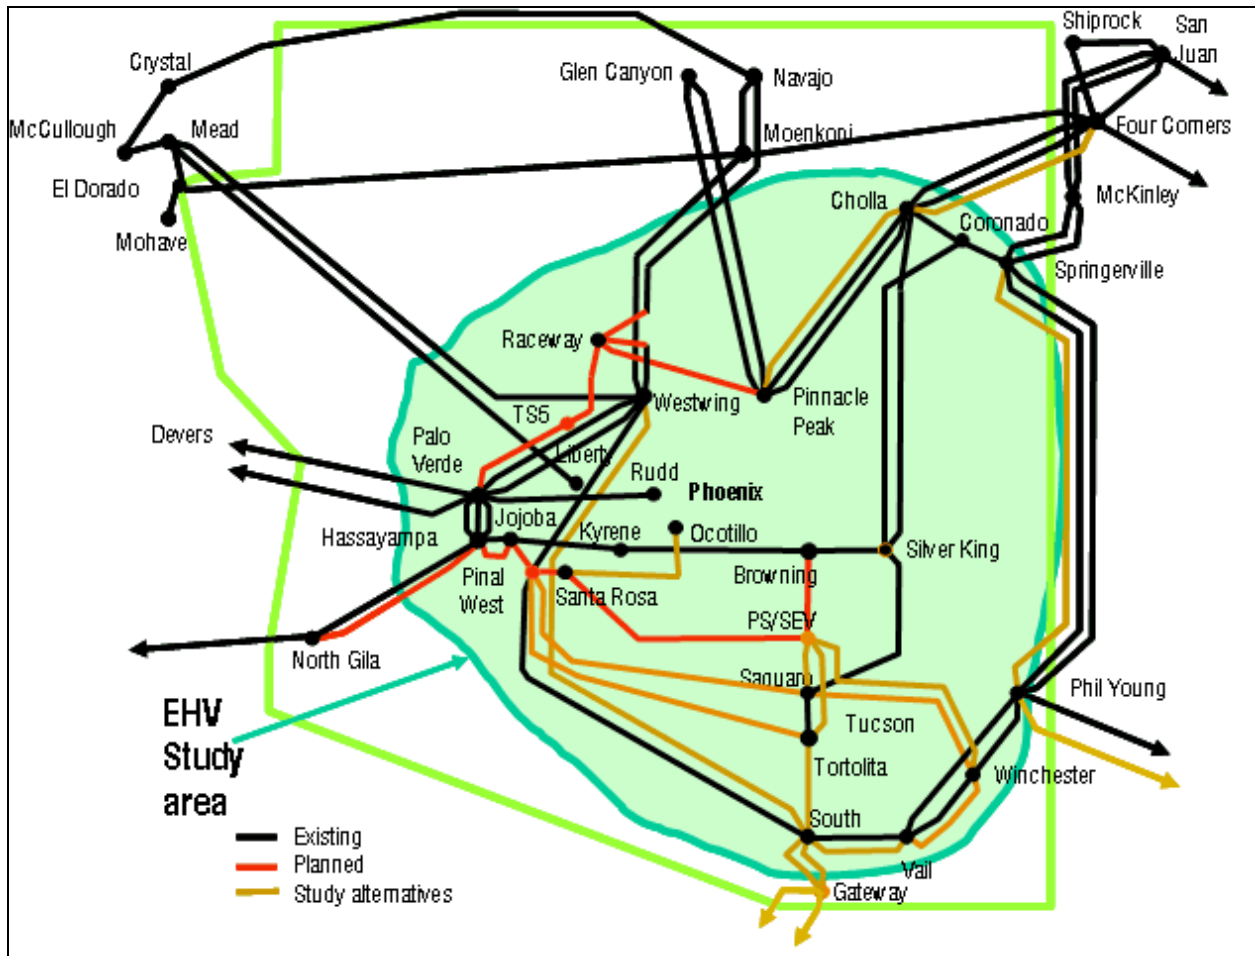 Shiprock
San
Juan
Crystal
Glen Canyon
Navajo
McCullough
Mead
Moenkopi
Four Corners
El Dorado
Cholla
McKinley
Mohave
Coronado
Springerville
Raceway
Westwing
Pinnacle
Peak
TS5
Devers
Palo
Verde
Liberty
Rudd
Phoenix
Jojoba
Hassayampa
Kyrene
Ocotillo
Silver King
Pinal
West
Santa Rosa
Browning
PS/SEV
North Gila
Saguaro
Phil Young
Tucson
EHV
Study
area
Tortolita
Winchester
South
Existing
Planned
Vail
Study alternatives
Gateway